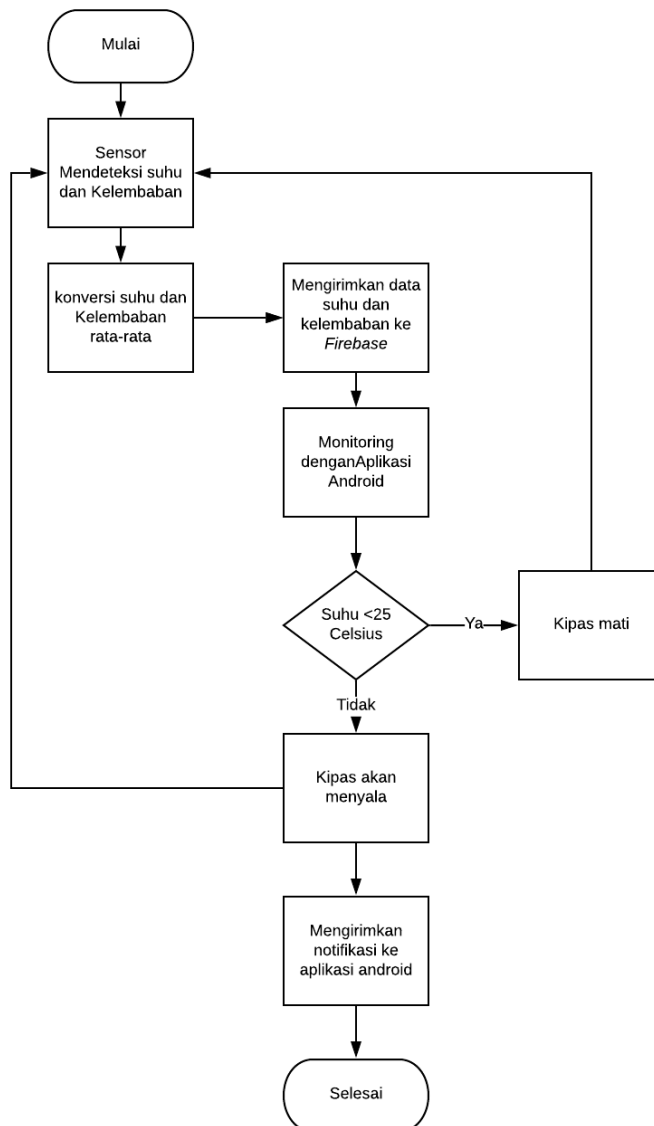 Mulai
Sensor
Mendeteksi suhu
dan Kelembaban
konversi suhu dan
Kelembaban
rata-rata
Mengirimkan data
suhu dan
kelembaban ke
Firebase
Monitoring
denganAplikasi
Android
Suhu <25
Celsius
Ya
Kipas mati
Tidak
Kipas akan
menyala
Mengirimkan
notifikasi ke
aplikasi android
Selesai